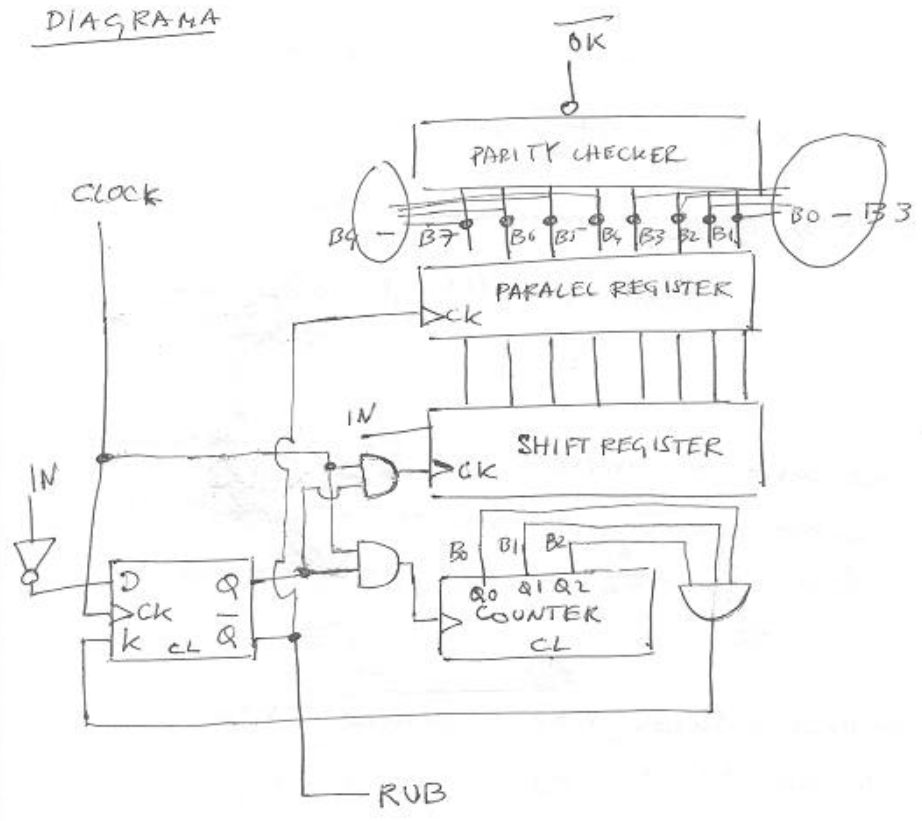 DIAGRAMA
OK
PARITY CHECKER
CLOCK
B7 B6 B5 B4 B3 B2 B1
B0 - B3
PARALEL REGISTER
CK
IN
SHIFT REGISTER
CK
IN
D Q
CK
K CL Q
B0 B1 B2
Q0 Q1 Q2
COUNTER
CL
RUB